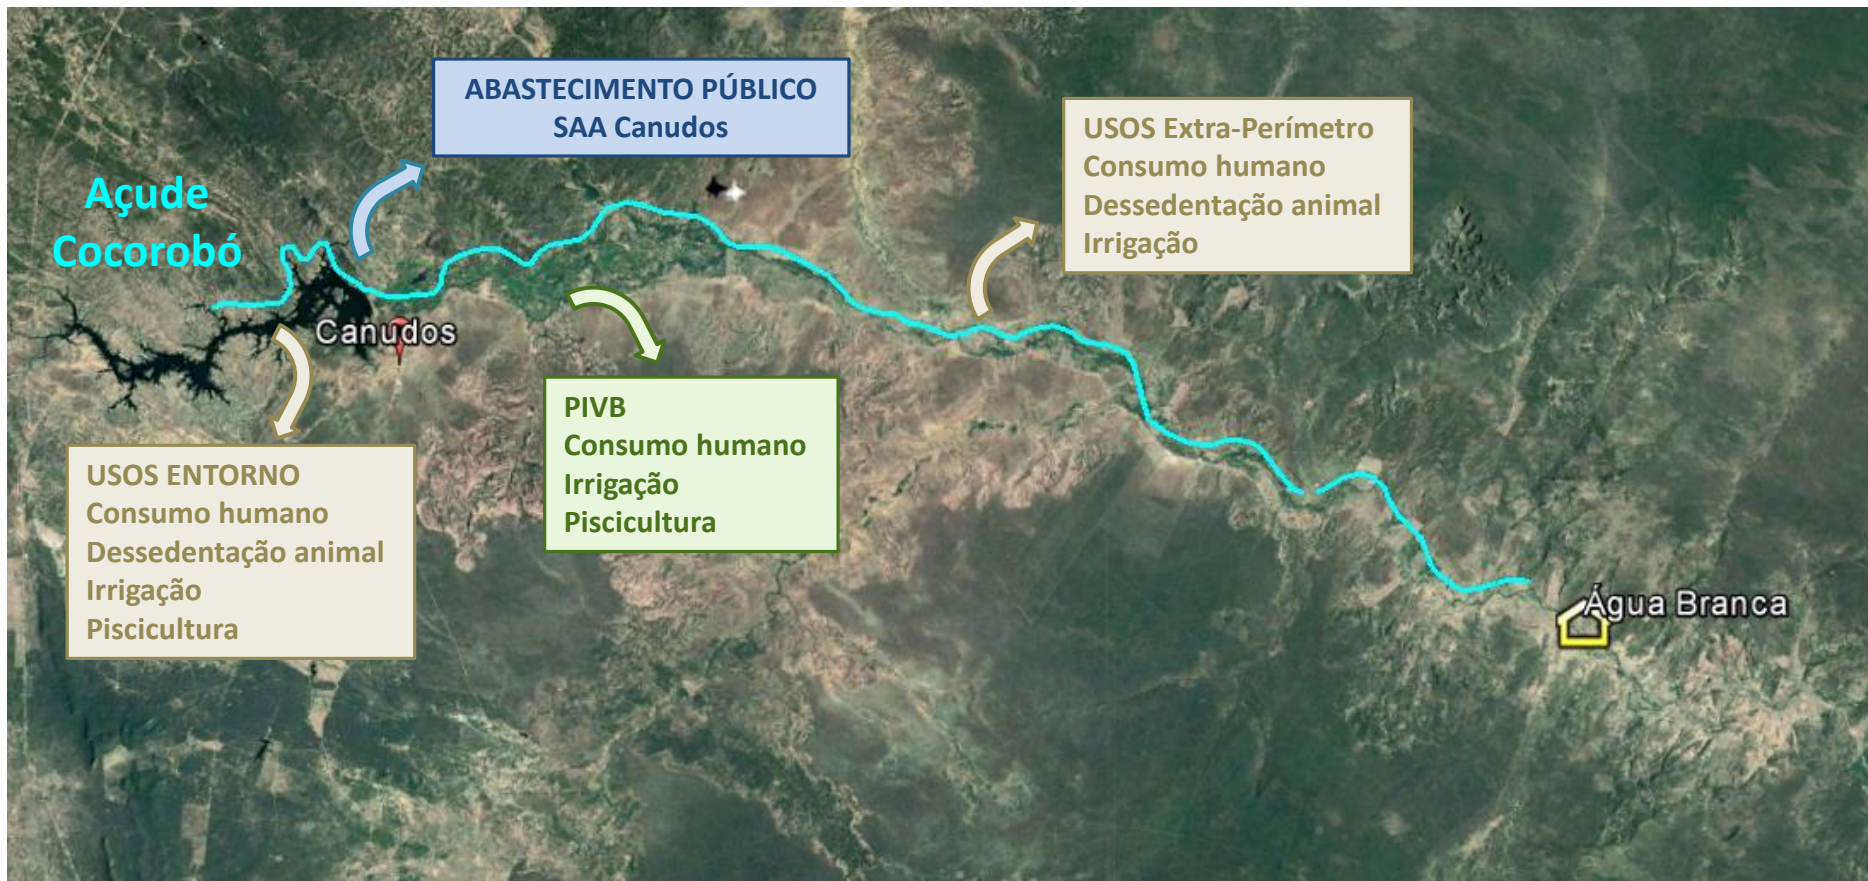 ABASTECIMENTO PÚBLICO
SAA Canudos
USOS Extra-Perímetro
Consumo humano
Dessedentação animal
Irrigação
Açude
Cocorobó
Canudos
PIVB
Consumo humano
Irrigação
Piscicultura
USOS ENTORNO
Consumo humano
Dessedentação animal
Irrigação
Piscicultura
Água Branca